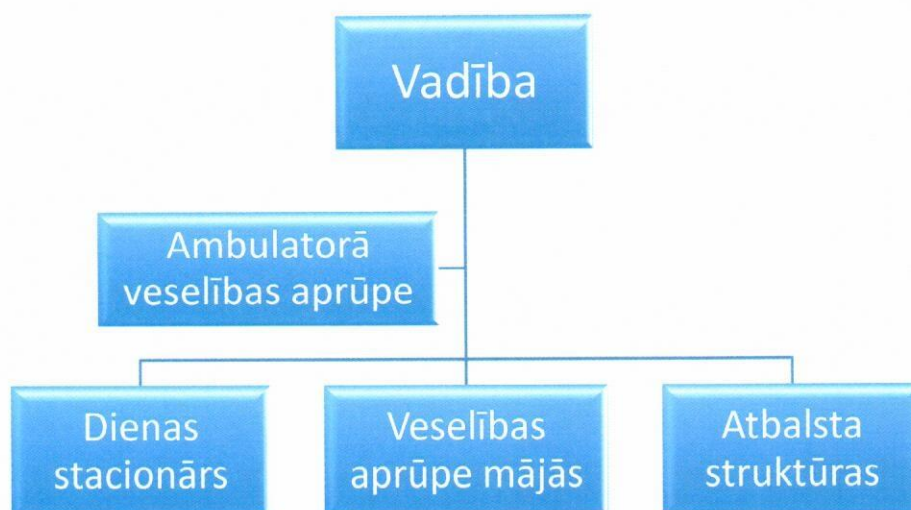 Vadība
Ambulatorā
veselības aprūpe
Dienas
stacionārs
Veselības
aprūpe mājās
Atbalsta
struktūras